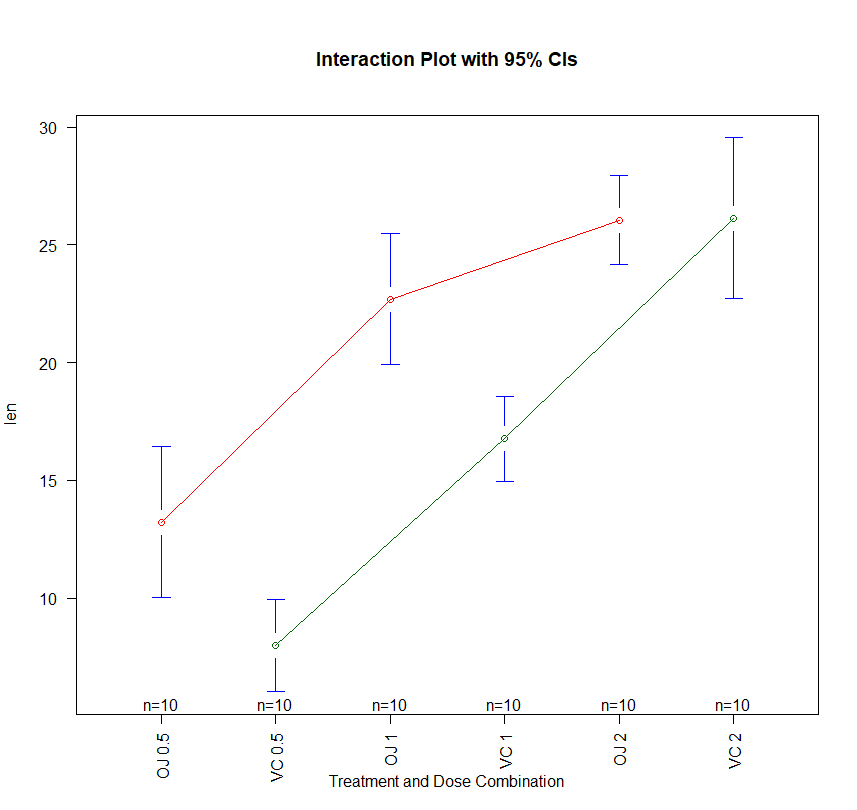 Interaction Plot with 95% CIs
30
25
20
15
10
len
n=10 n=10 n=10 n=10 n=10 n=10
OJ 0.5 VC 0.5 OJ 1 VC 1 OJ 2 VC 2
Treatment and Dose Combination